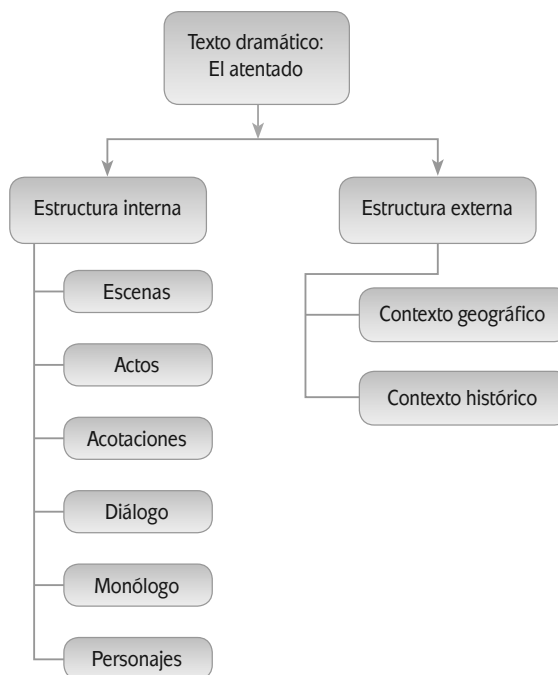 Texto dramático:
El atentado
Estructura interna
Escenas
Actos
Acotaciones
Diálogo
Monólogo
Personajes
Estructura externa
Contexto geográfico
Contexto histórico